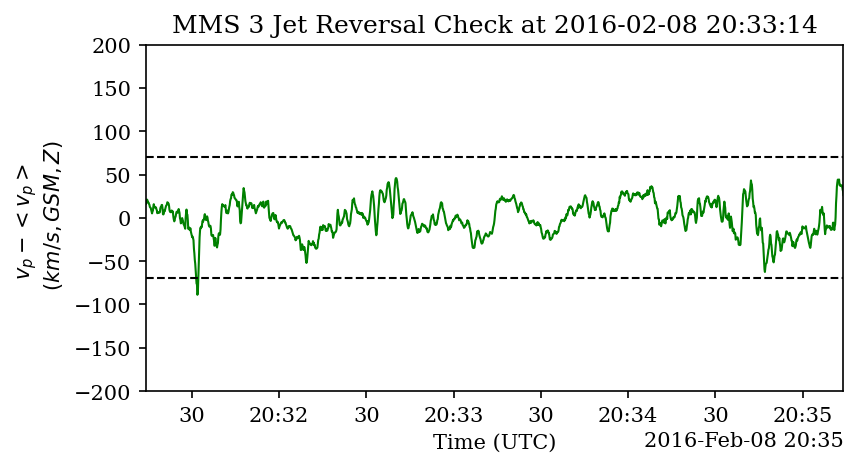 MMS 3 Jet Reversal Check at 2016-02-08 20:33:14
200
150
100
50
0
−50
−100
−150
−200
v_p − < v_p >
(km/s, GSM, Z)
30 20:32 30 20:33 30 20:34 30 20:35
Time (UTC)
2016-Feb-08 20:35